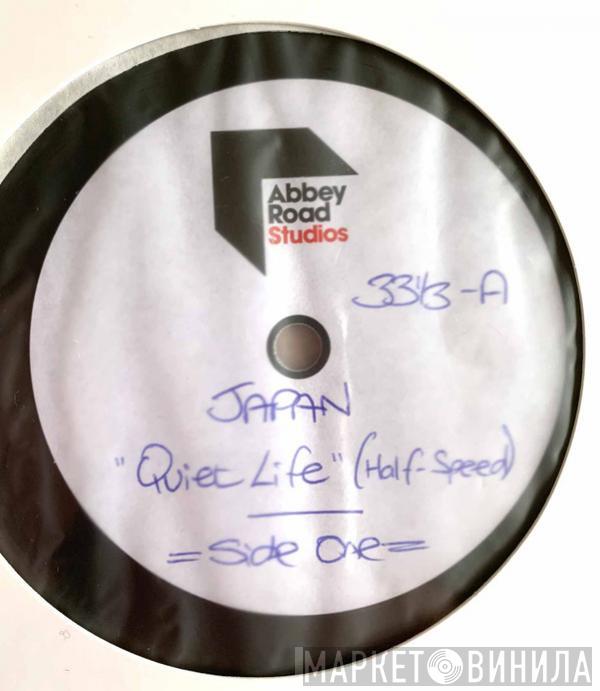 Abbey
Road
Studios
33⅓-A
JAPAN
"Quiet Life" (Half-Speed)
=Side One=
МАРКЕТ ВИНИЛА